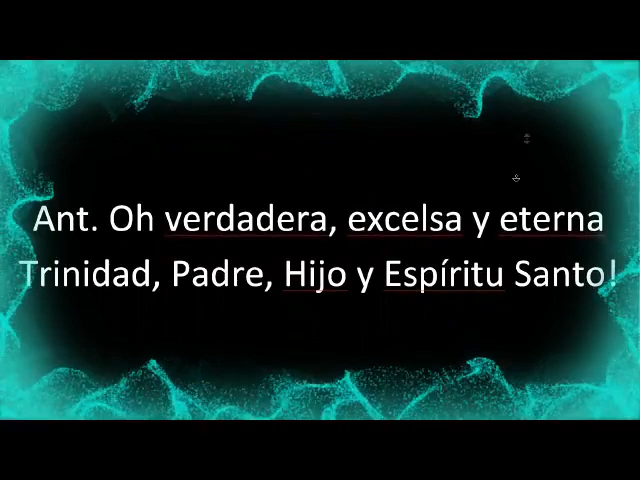 Ant. Oh verdadera, excelsa y eterna
Trinidad, Padre, Hijo y Espíritu Santo!